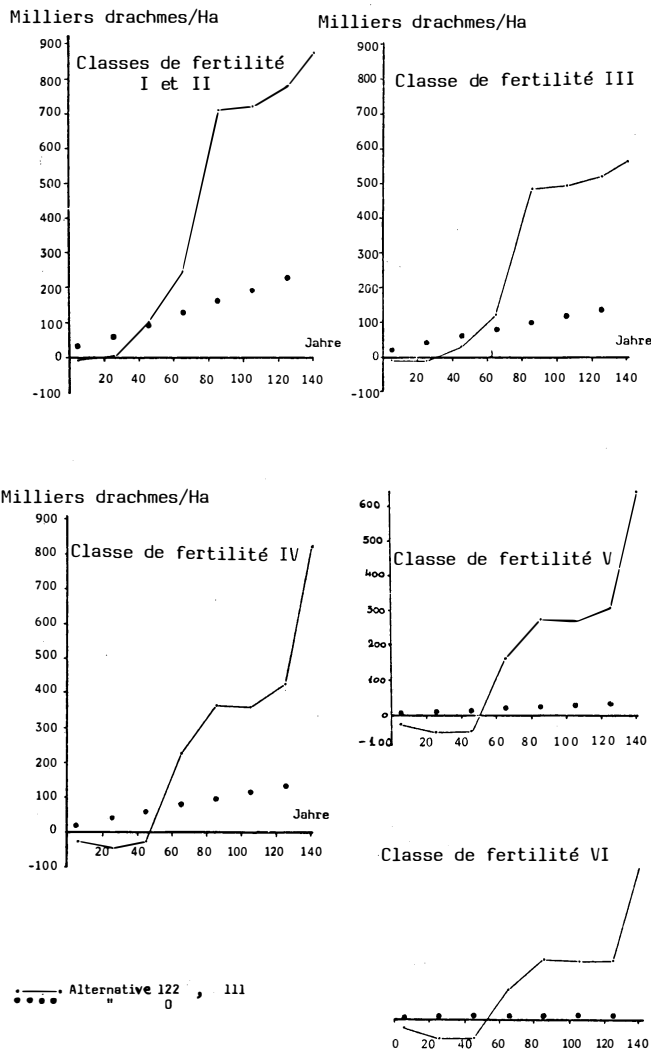 Milliers drachmes/Ha
900
800
700
600
500
400
300
200
100
0
-100
Classes de fertilité
I et II
Jahre
20 40 60 80 100 120 140
Milliers drachmes/Ha
900
800
700
600
500
400
300
200
100
0
-100
Classe de fertilité III
Jahre
20 40 60 80 100 120 140
Milliers drachmes/Ha
900
800
700
600
500
400
300
200
100
0
-100
Classe de fertilité IV
Jahre
20 40 60 80 100 120 140
600
500
400
300
200
100
0
-100
Classe de fertilité V
20 40 60 80 100 120 140
Classe de fertilité VI
0 20 40 60 80 100 120 140
Alternative 122 , 111
" 0